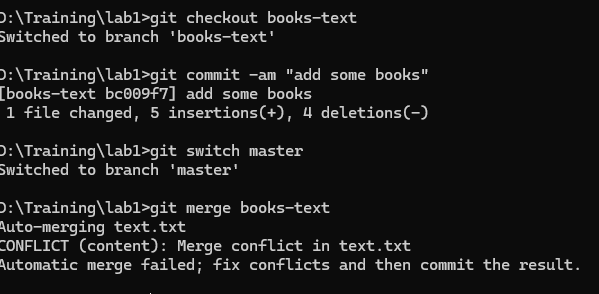 D:\Training\lab1>git checkout books-text
Switched to branch 'books-text'
D:\Training\lab1>git commit -am "add some books"
[books-text bc009f7] add some books
1 file changed, 5 insertions(+), 4 deletions(-)
D:\Training\lab1>git switch master
Switched to branch 'master'
D:\Training\lab1>git merge books-text
Auto-merging text.txt
CONFLICT (content): Merge conflict in text.txt
Automatic merge failed; fix conflicts and then commit the result.